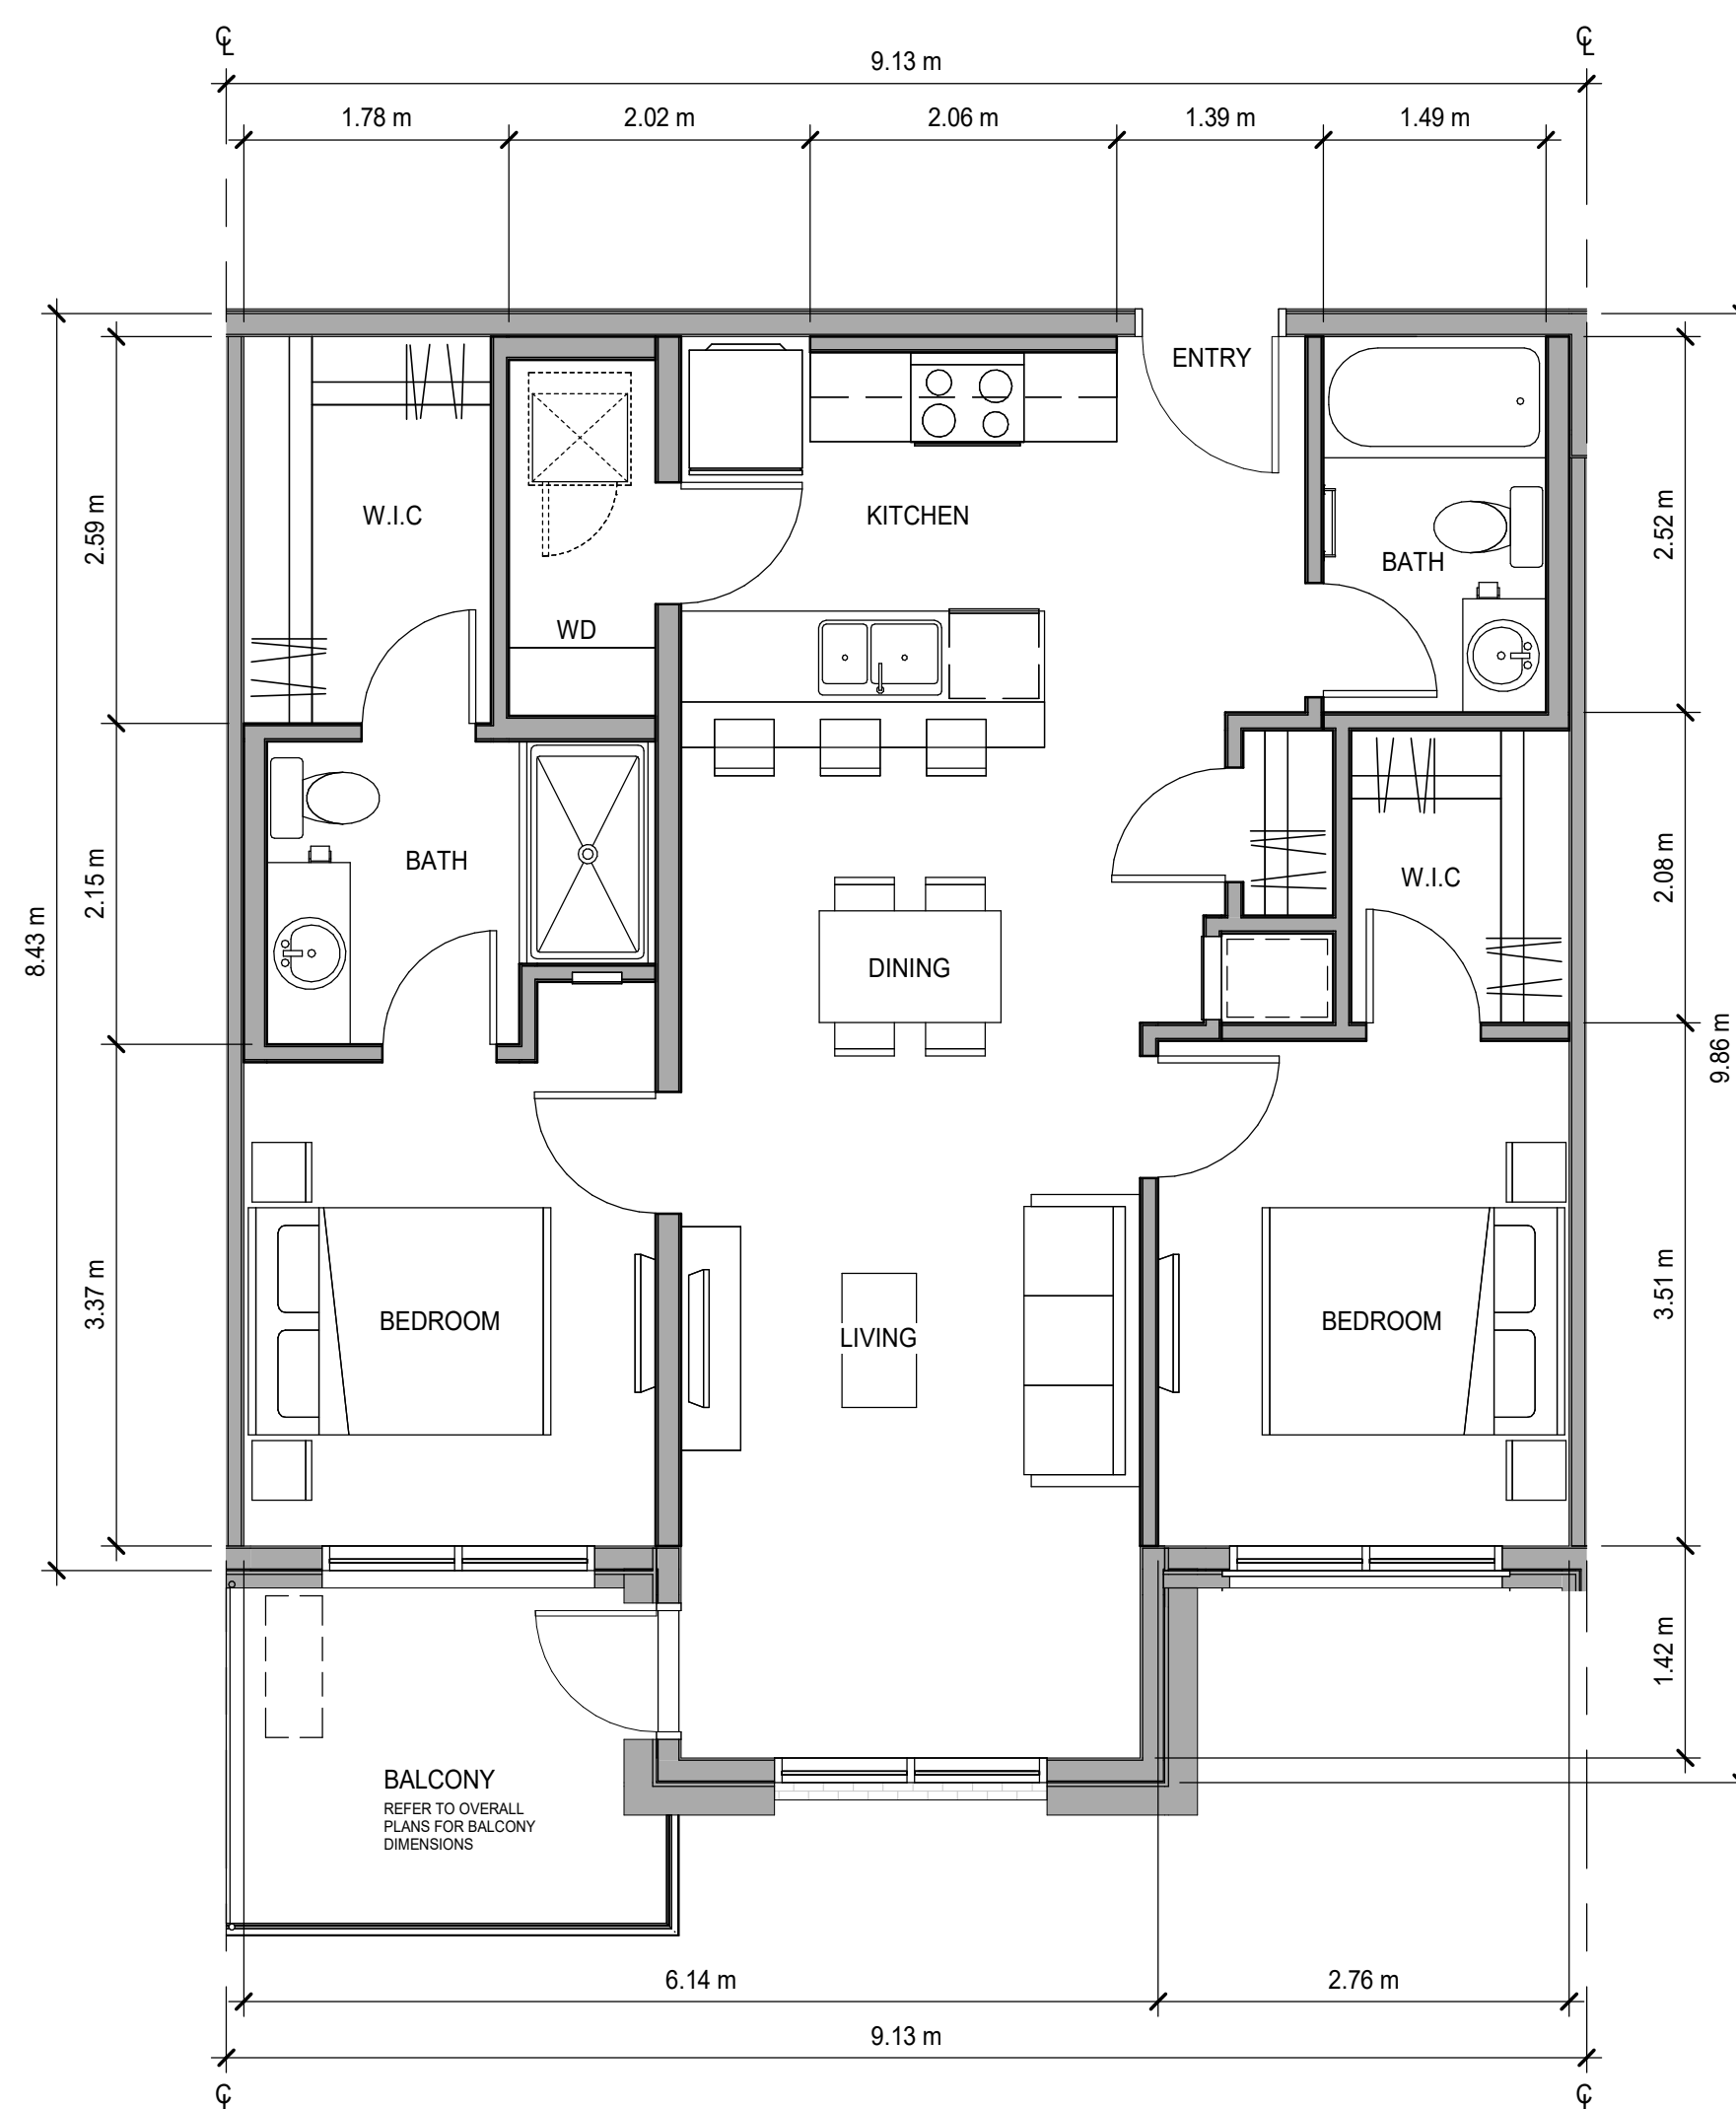 ℄ ℄
9.13 m
1.78 m 2.02 m 2.06 m 1.39 m 1.49 m
ENTRY
W.I.C
KITCHEN
BATH
WD
2.59 m
2.52 m
BATH
W.I.C
2.15 m
2.08 m
8.43 m
DINING
9.86 m
3.37 m
3.51 m
BEDROOM
LIVING
BEDROOM
1.42 m
BALCONY
REFER TO OVERALL
PLANS FOR BALCONY
DIMENSIONS
6.14 m 2.76 m
9.13 m
℄ ℄